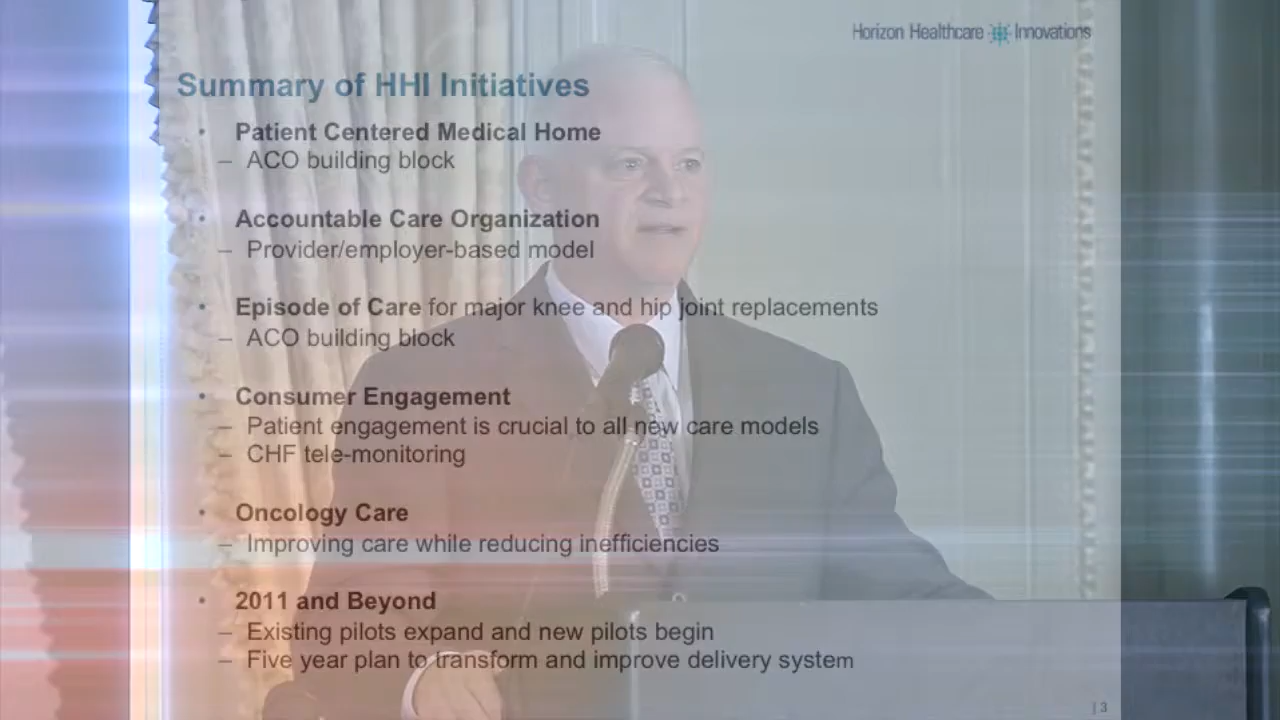 Horizon Healthcare Innovations
Summary of HHI Initiatives
• Patient Centered Medical Home
– ACO building block
• Accountable Care Organization
– Provider/employer-based model
• Episode of Care for major knee and hip joint replacements
– ACO building block
• Consumer Engagement
– Patient engagement is crucial to all new care models
– CHF tele-monitoring
• Oncology Care
– Improving care while reducing inefficiencies
• 2011 and Beyond
– Existing pilots expand and new pilots begin
– Five year plan to transform and improve delivery system
| 3